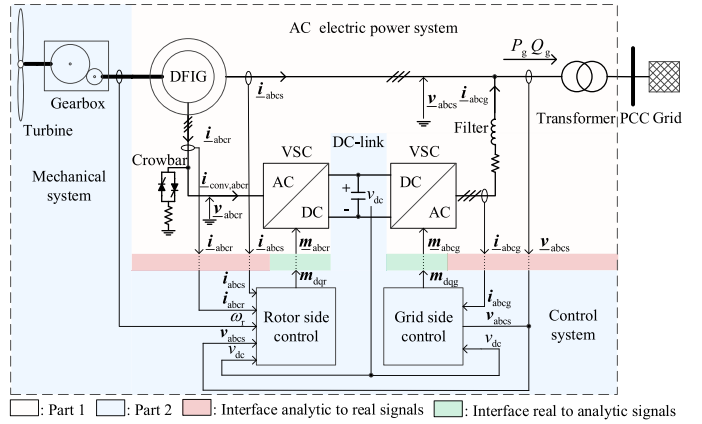 AC electric power system
P_g Q_g
DFIG
Gearbox
i_abcs
v_abcs
i_abcg
Turbine
Filter
Transformer PCC Grid
i_abcr
Crowbar
VSC
DC-link
VSC
Mechanical
system
i_conv,abcr
AC
DC
+
-
v_dc
DC
AC
v_abcr
i_abcr
i_abcs
m_abcr
m_abcg
i_abcg
v_abcs
m_dqr
m_dqg
i_abcs
i_abcr
ω_r
v_abcs
v_dc
Rotor side
control
Grid side
control
i_abcg
v_abcs
v_dc
Control
system
: Part 1
: Part 2
: Interface analytic to real signals
: Interface real to analytic signals